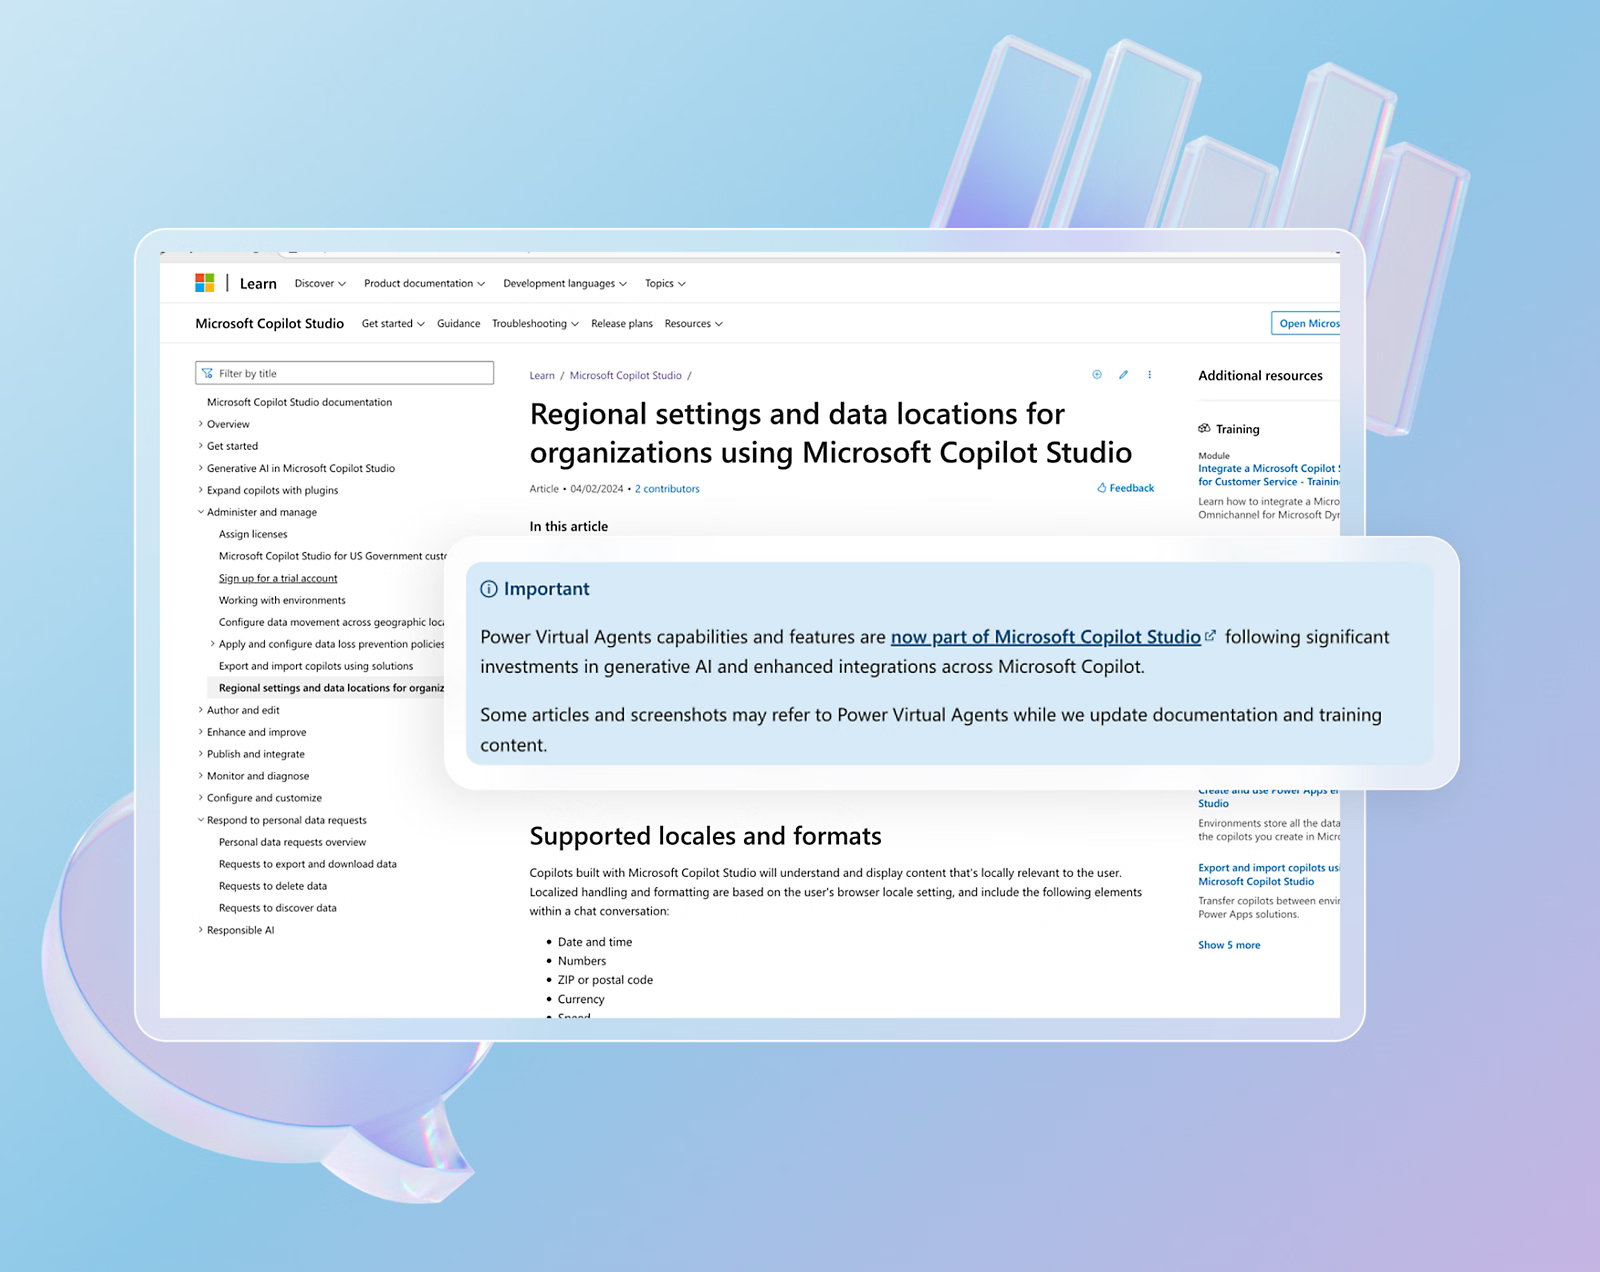 Learn Discover Product documentation Development languages Topics
Microsoft Copilot Studio Get started Guidance Troubleshooting Release plans Resources Open Micros
Filter by title
Microsoft Copilot Studio documentation
Overview
Get started
Generative AI in Microsoft Copilot Studio
Expand copilots with plugins
Administer and manage
Assign licenses
Microsoft Copilot Studio for US Government custo
Sign up for a trial account
Working with environments
Configure data movement across geographic loca
Apply and configure data loss prevention policies
Export and import copilots using solutions
Regional settings and data locations for organiz
Author and edit
Enhance and improve
Publish and integrate
Monitor and diagnose
Configure and customize
Respond to personal data requests
Personal data requests overview
Requests to export and download data
Requests to delete data
Requests to discover data
Responsible AI
Learn / Microsoft Copilot Studio /
Regional settings and data locations for
organizations using Microsoft Copilot Studio
Article • 04/02/2024 • 2 contributors
Feedback
In this article
Important
Power Virtual Agents capabilities and features are now part of Microsoft Copilot Studio following significant
investments in generative AI and enhanced integrations across Microsoft Copilot.
Some articles and screenshots may refer to Power Virtual Agents while we update documentation and training
content.
Supported locales and formats
Copilots built with Microsoft Copilot Studio will understand and display content that's locally relevant to the user.
Localized handling and formatting are based on the user's browser locale setting, and include the following elements
within a chat conversation:
• Date and time
• Numbers
• ZIP or postal code
• Currency
• Speed
Additional resources
Training
Module
Integrate a Microsoft Copilot S
for Customer Service - Training
Learn how to integrate a Micro
Omnichannel for Microsoft Dyn
Create and use Power Apps en
Studio
Environments store all the data
the copilots you create in Micro
Export and import copilots usi
Microsoft Copilot Studio
Transfer copilots between envir
Power Apps solutions.
Show 5 more